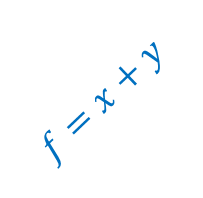 f = x + y